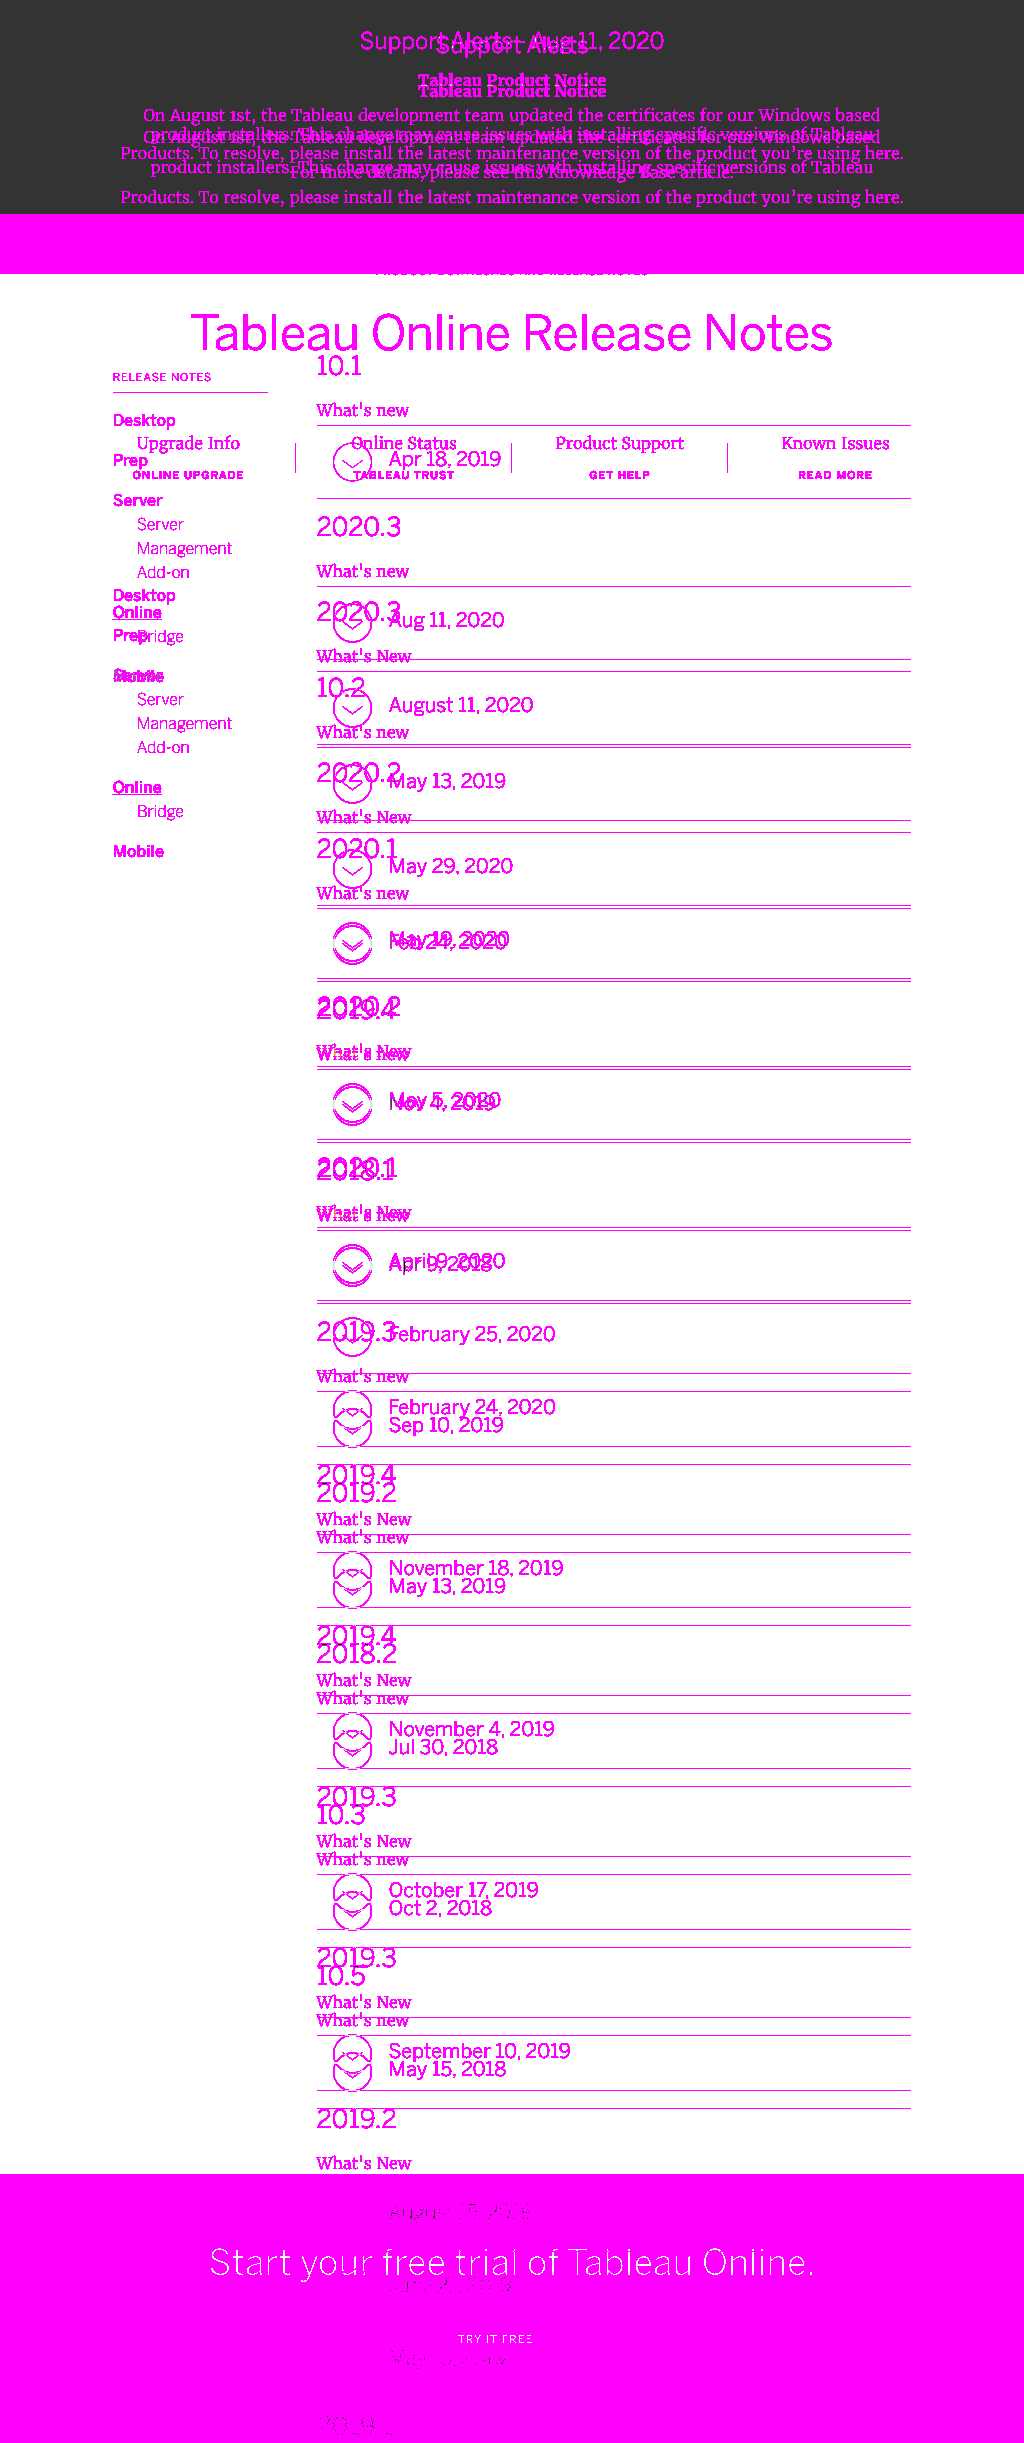 Support Alerts - Aug 11, 2020
Support Alerts
Tableau Product Notice
Tableau Product Notice
On August 1st, the Tableau development team updated the certificates for our Windows based
product installers. This change may cause issues with installing specific versions of Tableau
On August 1st, the Tableau development team updated the certificates for our Windows based
Products. To resolve, please install the latest maintenance version of the product you're using here.
product installers. This change may cause issues with installing specific versions of Tableau
For more details, please see this Knowledge Base article.
Products. To resolve, please install the latest maintenance version of the product you're using here.
Tableau Online Release Notes
10.1
RELEASE NOTES
What's new
Desktop
Upgrade Info
Online Status
Product Support
Known Issues
Prep
Apr 18, 2019
ONLINE UPGRADE
TABLEAU TRUST
GET HELP
READ MORE
Server
Server
Management
Add-on
2020.3
What's new
Desktop
Online
Prep
Bridge
2020.3
Aug 11, 2020
What's New
Mobile
Server
Server
Management
Add-on
10.2
August 11, 2020
What's new
Online
Bridge
2020.2
May 13, 2019
What's New
Mobile
2020.1
May 29, 2020
What's new
Feb 24, 2020
2020.2
2019.4
What's New
What's new
May 5, 2020
Nov 4, 2019
2020.1
2018.1
What's New
What's new
April 9, 2020
Apr 9, 2018
2019.3
February 25, 2020
What's new
February 24, 2020
Sep 10, 2019
2019.4
2019.2
What's New
What's new
November 18, 2019
May 13, 2019
2019.4
2018.2
What's New
What's new
November 4, 2019
Jul 30, 2018
2019.3
10.3
What's New
What's new
October 17, 2019
Oct 2, 2018
2019.3
10.5
What's New
What's new
September 10, 2019
May 15, 2018
2019.2
What's New
Start your free trial of Tableau Online.
TRY IT FREE